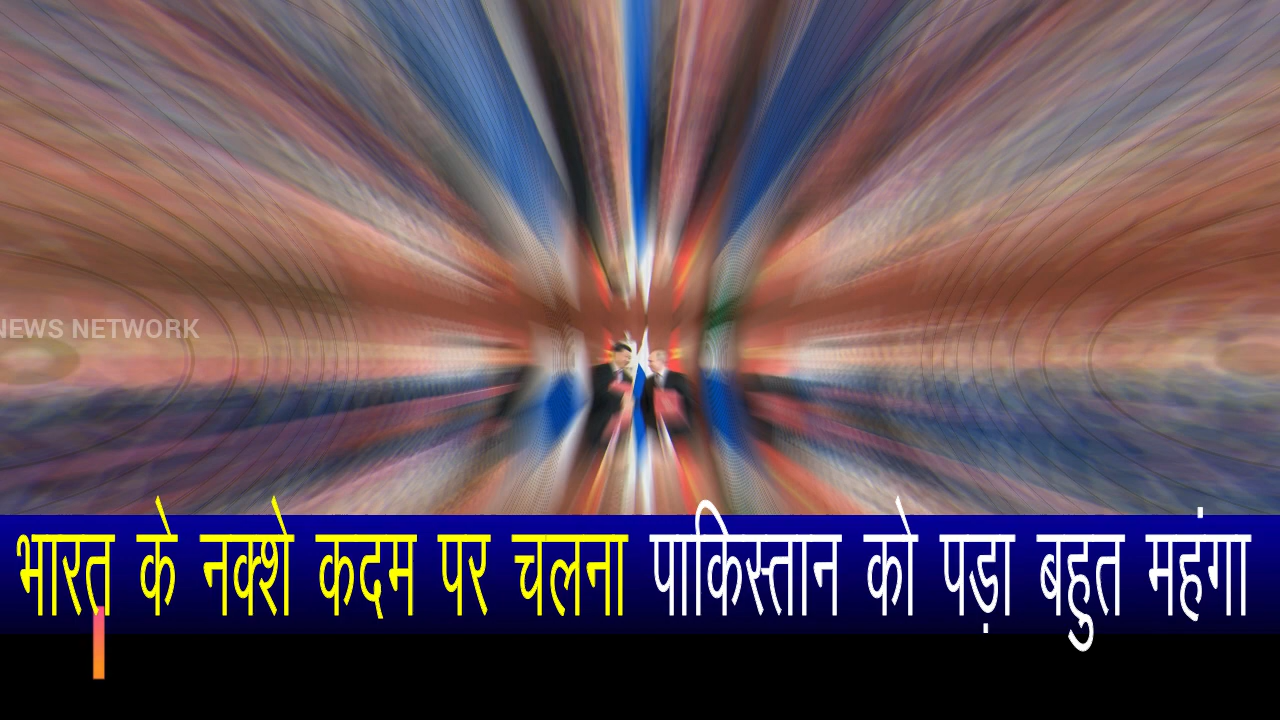 NEWS NETWORK
भारत के नक्शे कदम पर चलना पाकिस्तान को पड़ा बहुत महंगा